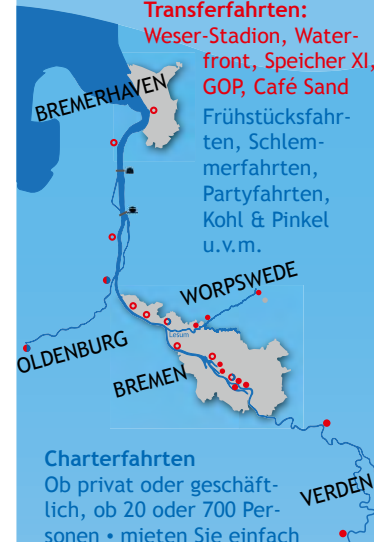 Transferfahrten:
Weser-Stadion, Water-
front, Speicher XI,
GOP, Café Sand
Frühstücksfahr-
ten, Schlem-
merfahrten,
Partyfahrten,
Kohl & Pinkel
u.v.m.
BREMERHAVEN
WORPSWEDE
Lesum
OLDENBURG
BREMEN
VERDEN
Charterfahrten
Ob privat oder geschäft-
lich, ob 20 oder 700 Per-
sonen • mieten Sie einfach